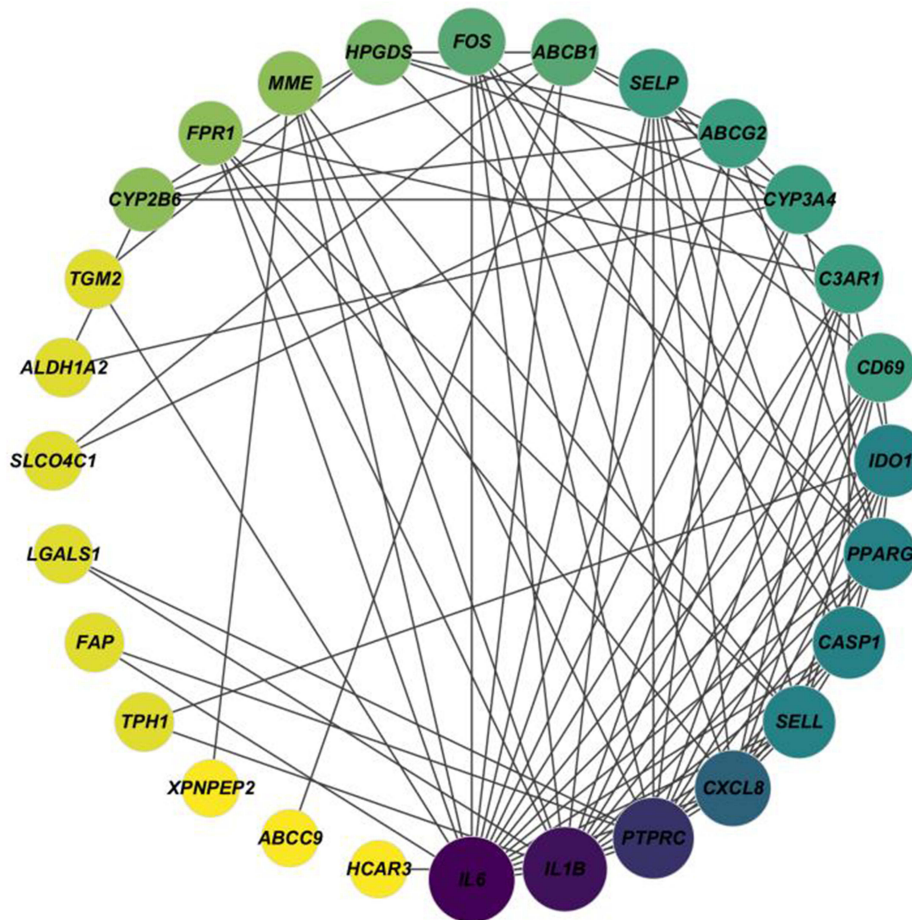 FOS
HPGDS
ABCB1
MME
SELP
FPR1
ABCG2
CYP2B6
CYP3A4
TGM2
C3AR1
ALDH1A2
CD69
SLCO4C1
IDO1
LGALS1
PPARG
FAP
CASP1
TPH1
SELL
XPNPEP2
CXCL8
ABCC9
PTPRC
HCAR3
IL6
IL1B